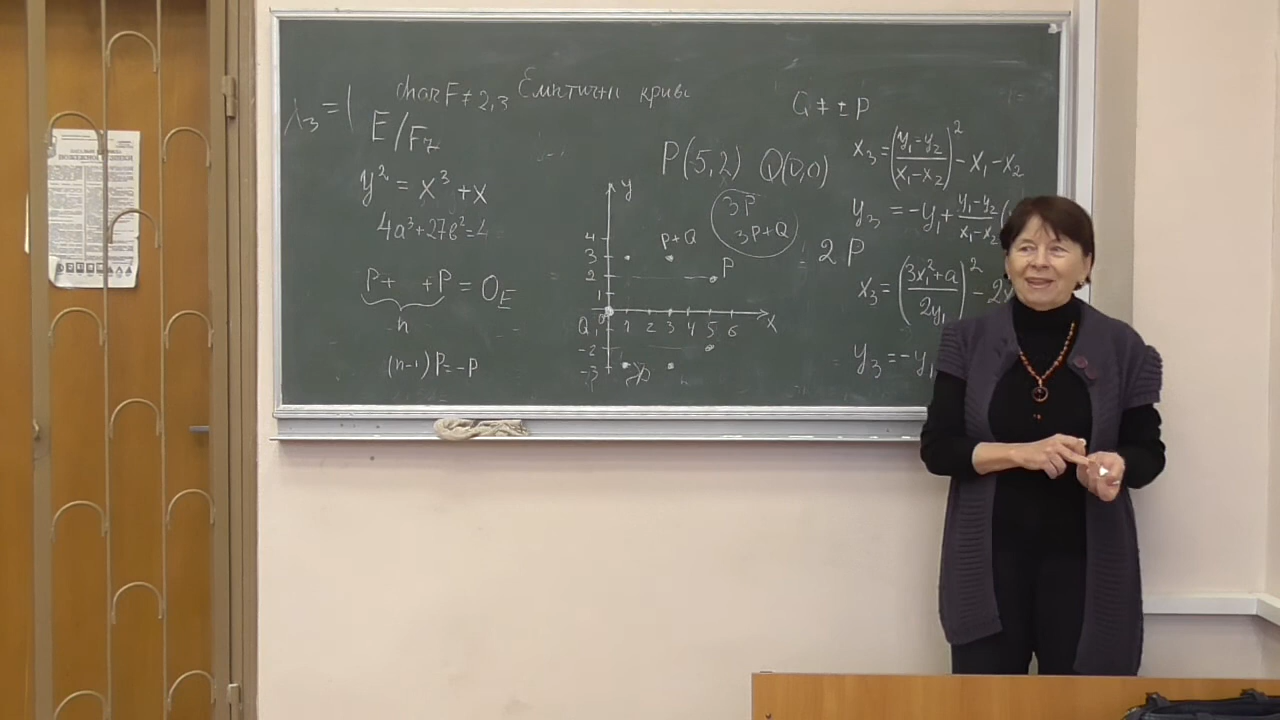 char F ≠ 2,3 Еліптичні криві
λ₃ = 1
E/F₇
y² = x³ + x
4a³ + 27b² = 4
P + +P = O_E
n
(n-1)P = -P
P(5,2) Q(0,0)
3P
3P+Q
y
4
3
2
1
P+Q
P
Q
1 2 3 4 5 6 x
-2
-3
Q ≠ ± P
x₃ = ((y₁-y₂)/(x₁-x₂))² - x₁ - x₂
y₃ = -y₁ + (y₁-y₂)/(x₁-x₂) (
2P
x₃ = ((3x₁²+a)/(2y₁))² - 2x
y₃ = -y₁